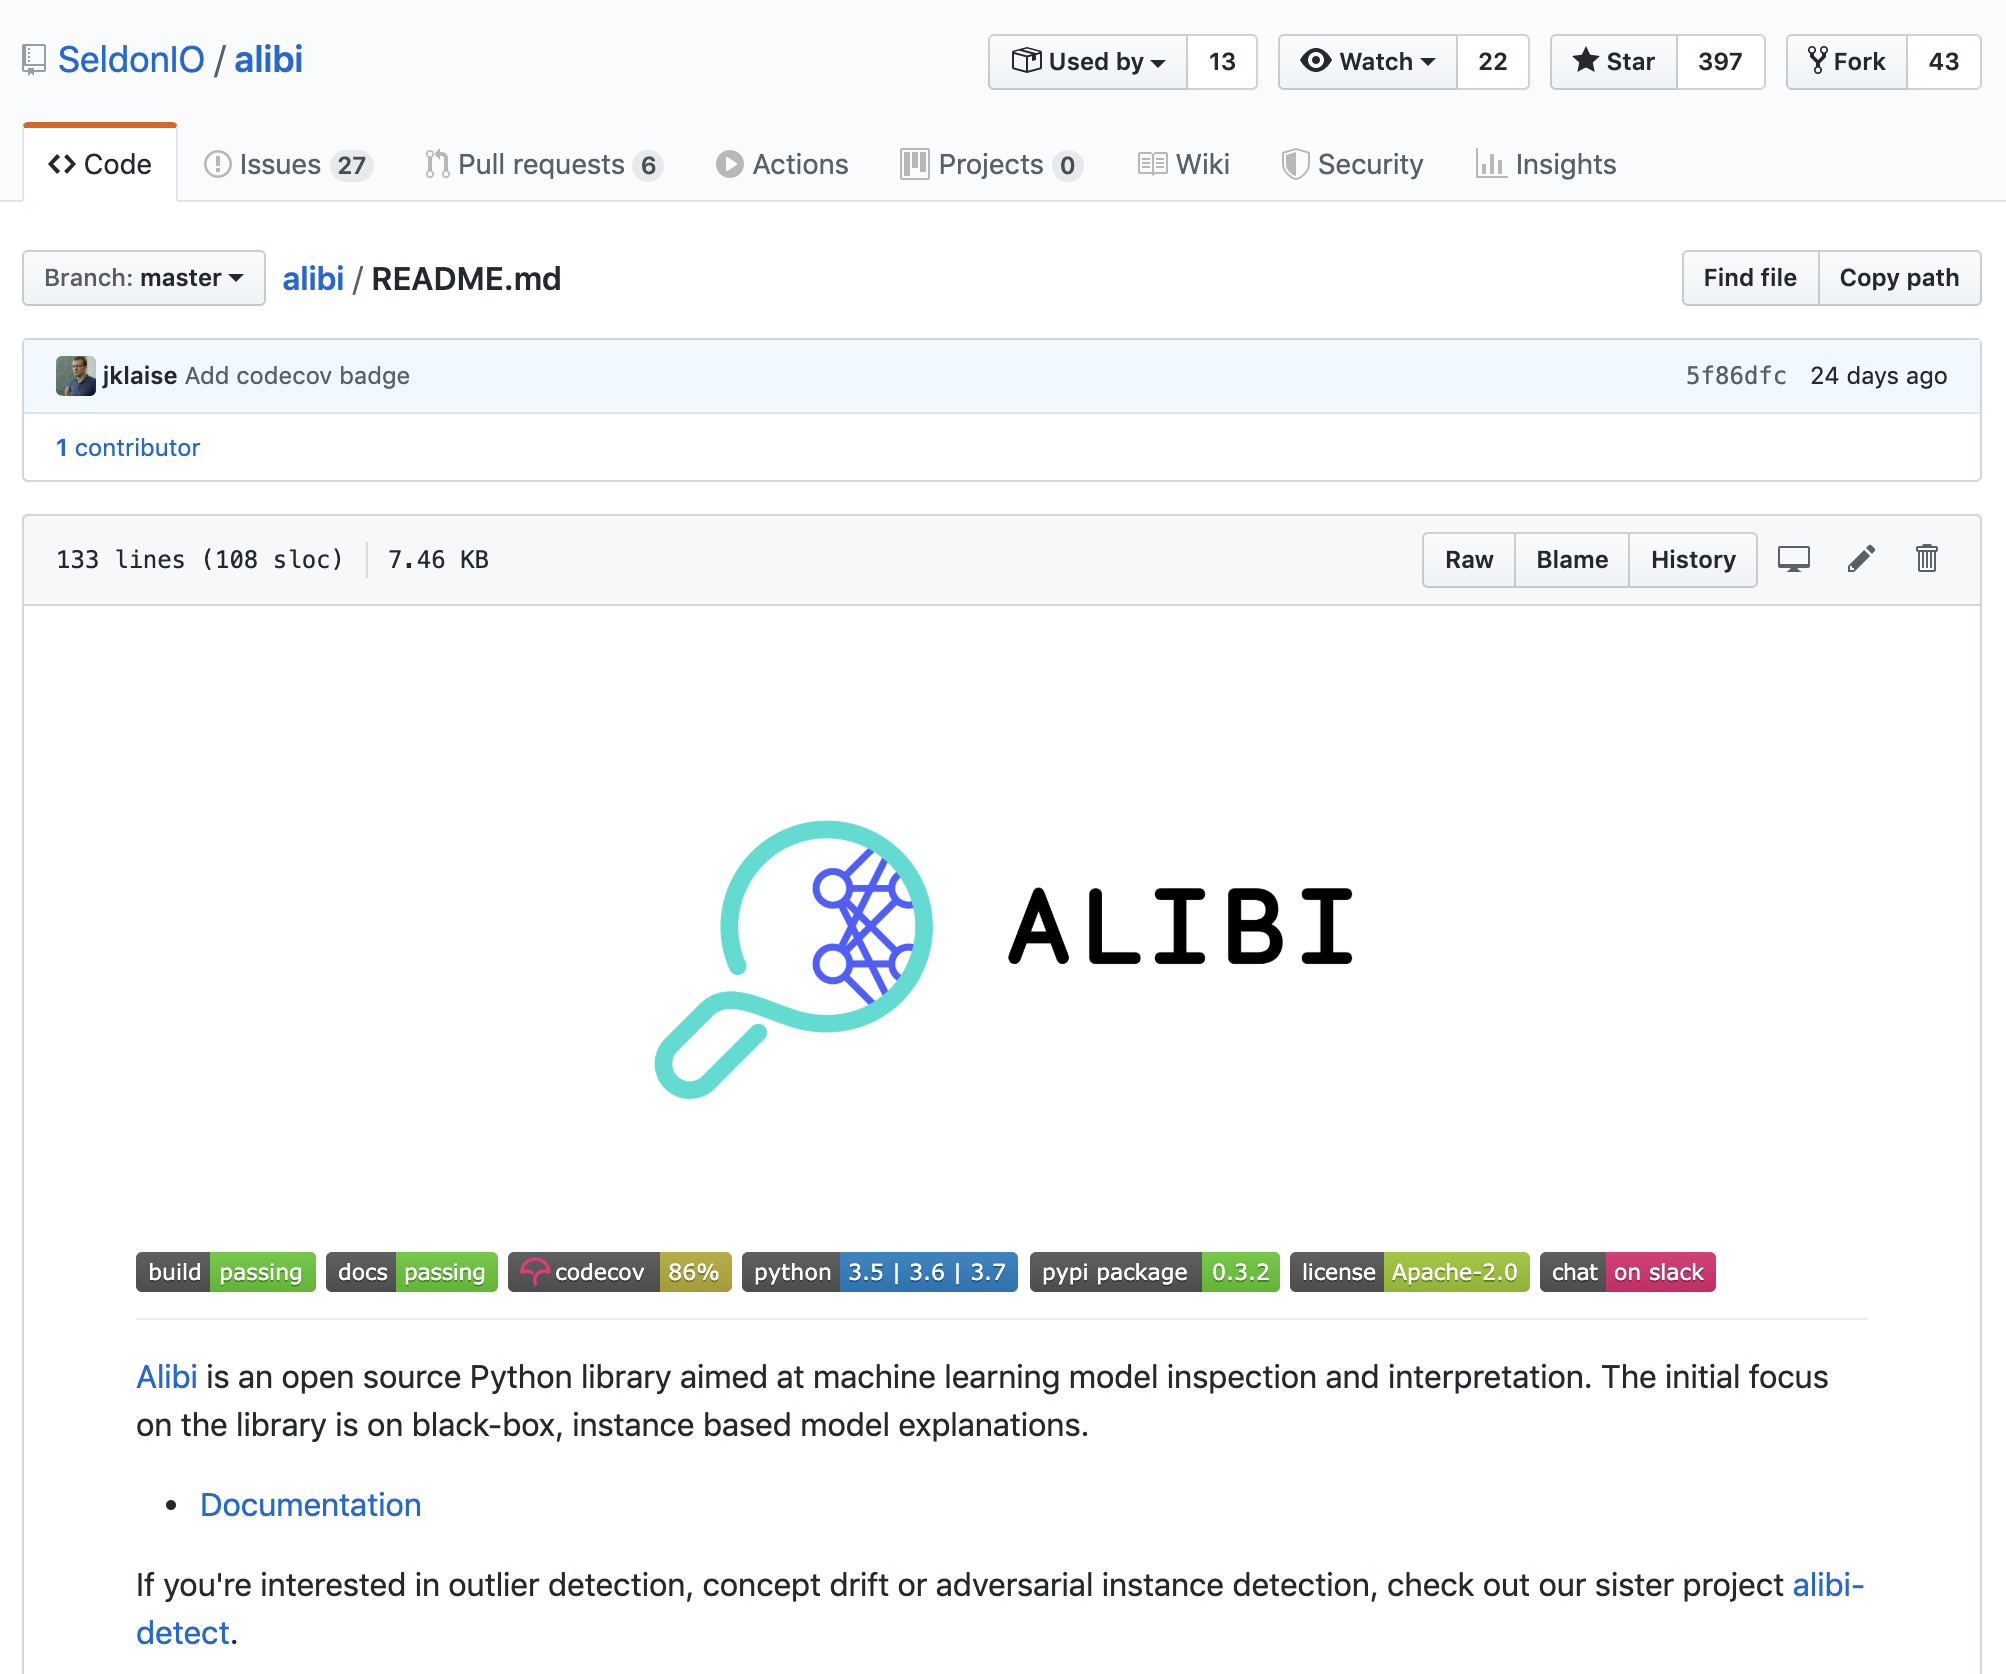 SeldonIO / alibi
Used by 13 Watch 22 Star 397 Fork 43
Code Issues 27 Pull requests 6 Actions Projects 0 Wiki Security Insights
Branch: master alibi / README.md Find file Copy path
jklaise Add codecov badge 5f86dfc 24 days ago
1 contributor
133 lines (108 sloc) 7.46 KB Raw Blame History
ALIBI
build passing docs passing codecov 86% python 3.5 | 3.6 | 3.7 pypi package 0.3.2 license Apache-2.0 chat on slack
Alibi is an open source Python library aimed at machine learning model inspection and interpretation. The initial focus
on the library is on black-box, instance based model explanations.
• Documentation
If you're interested in outlier detection, concept drift or adversarial instance detection, check out our sister project alibi-
detect.